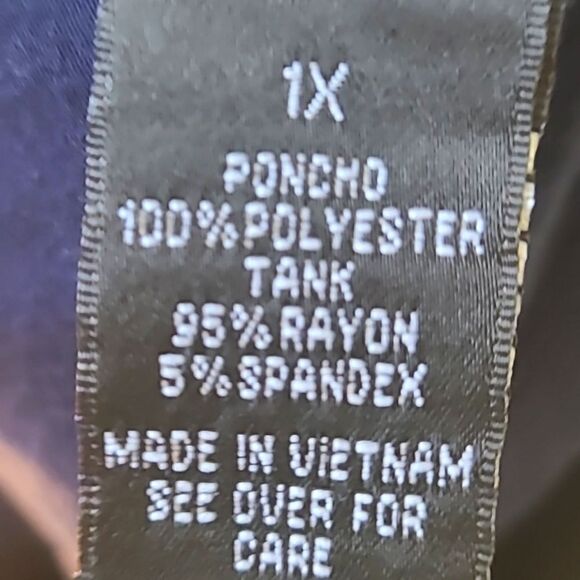 1X
PONCHO
100%POLYESTER
TANK
95%RAYON
5%SPANDEX
MADE IN VIETNAM
SEE OVER FOR
CARE